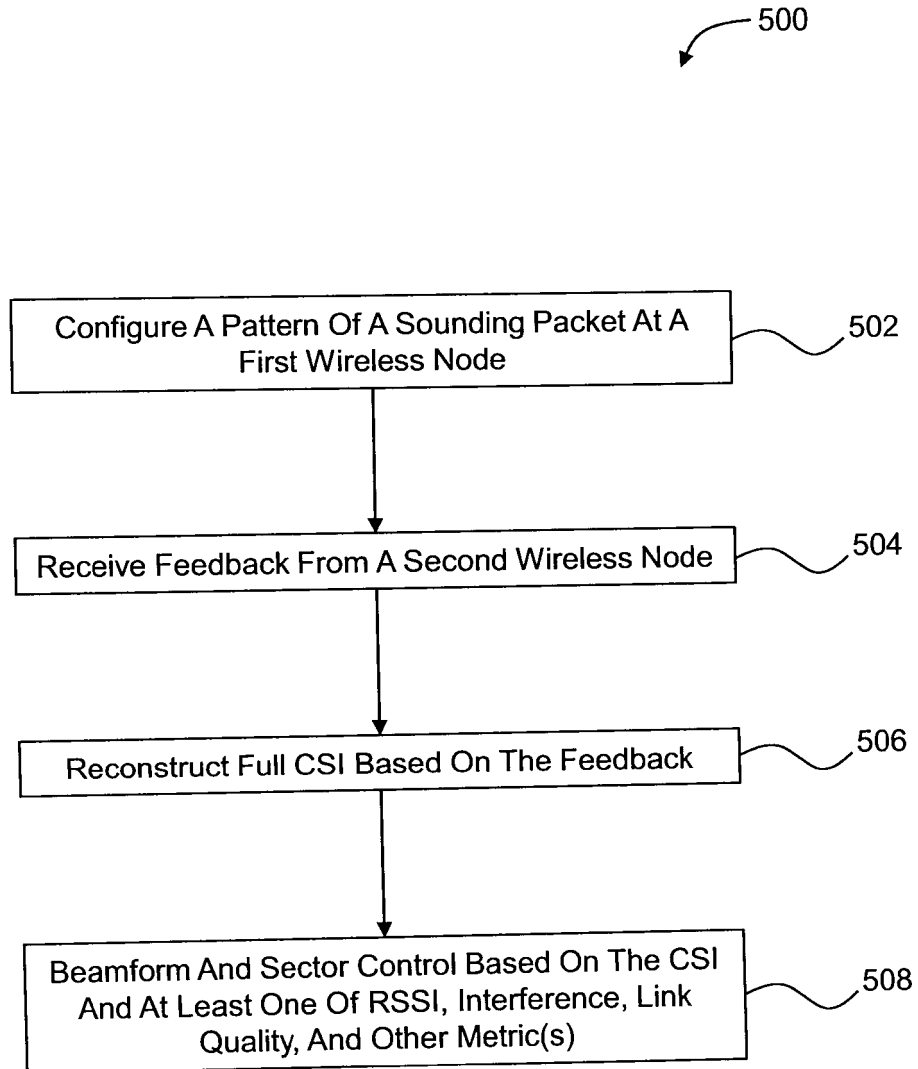 500
Configure A Pattern Of A Sounding Packet At A
First Wireless Node
502
Receive Feedback From A Second Wireless Node
504
Reconstruct Full CSI Based On The Feedback
506
Beamform And Sector Control Based On The CSI
And At Least One Of RSSI, Interference, Link
Quality, And Other Metric(s)
508